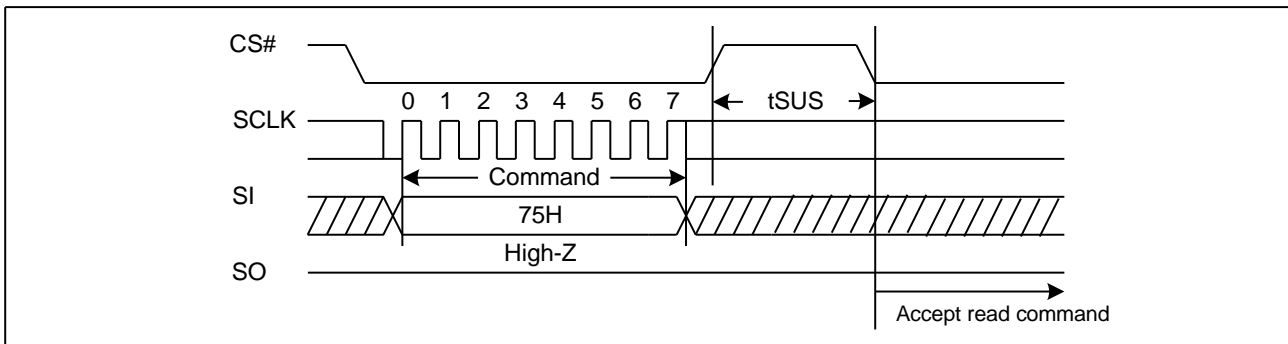 CS#
tSUS
0 1 2 3 4 5 6 7
SCLK
Command
SI
75H
High-Z
SO
Accept read command